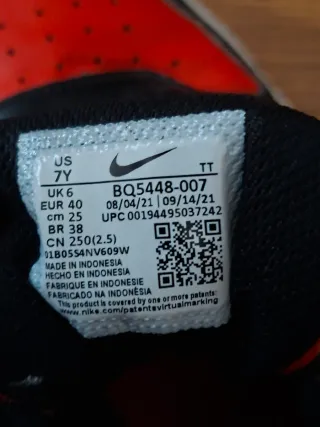 US
7Y
TT
UK 6
BQ5448-007
EUR 40
08/04/21 | 09/14/21
cm 25
UPC 00194495037242
BR 38
CN 250(2.5)
01B0554NV609W
MADE IN INDONESIA
HECHO EN INDONESIA
FABRIQUE EN INDONESIE
FABRICADO NA INDONÉSIA
This product is covered by one or more patents:
www.nike.com/patentsvirtualmarking